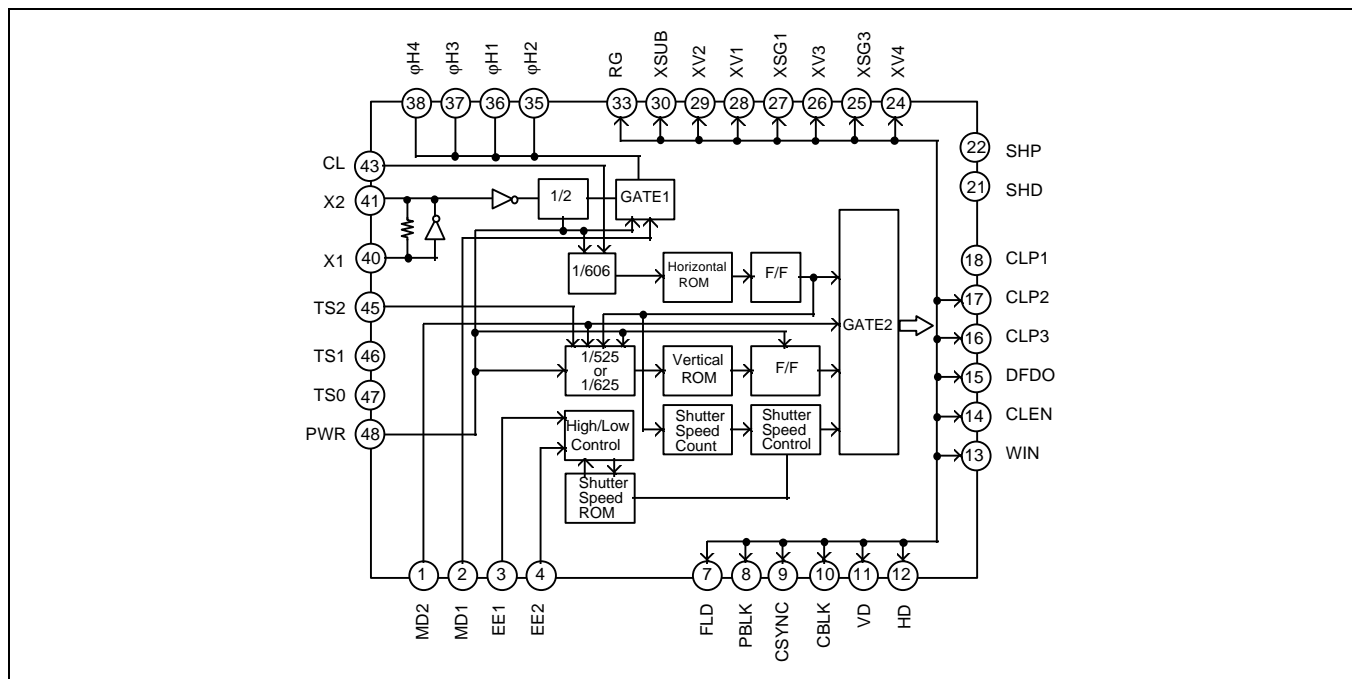 φH4 φH3 φH1 φH2 RG XSUB XV2 XV1 XSG1 XV3 XSG3 XV4
38 37 36 35 33 30 29 28 27 26 25 24
CL 43
X2 41
X1 40
TS2 45
TS1 46
TS0 47
PWR 48
1/2
GATE1
1/606
Horizontal
ROM
F/F
1/525
or
1/625
Vertical
ROM
F/F
High/Low
Control
Shutter
Speed
Count
Shutter
Speed
Control
Shutter
Speed
ROM
GATE2
22 SHP
21 SHD
18 CLP1
17 CLP2
16 CLP3
15 DFDO
14 CLEN
13 WIN
1 2 3 4 7 8 9 10 11 12
MD2 MD1 EE1 EE2 FLD PBLK CSYNC CBLK VD HD